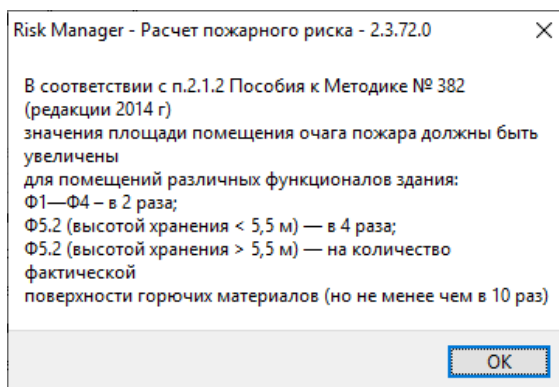 Risk Manager - Расчет пожарного риска - 2.3.72.0
В соответствии с п.2.1.2 Пособия к Методике № 382
(редакции 2014 г)
значения площади помещения очага пожара должны быть
увеличены
для помещений различных функционалов здания:
Ф1—Ф4 – в 2 раза;
Ф5.2 (высотой хранения < 5,5 м) — в 4 раза;
Ф5.2 (высотой хранения > 5,5 м) — на количество
фактической
поверхности горючих материалов (но не менее чем в 10 раз)
ОК